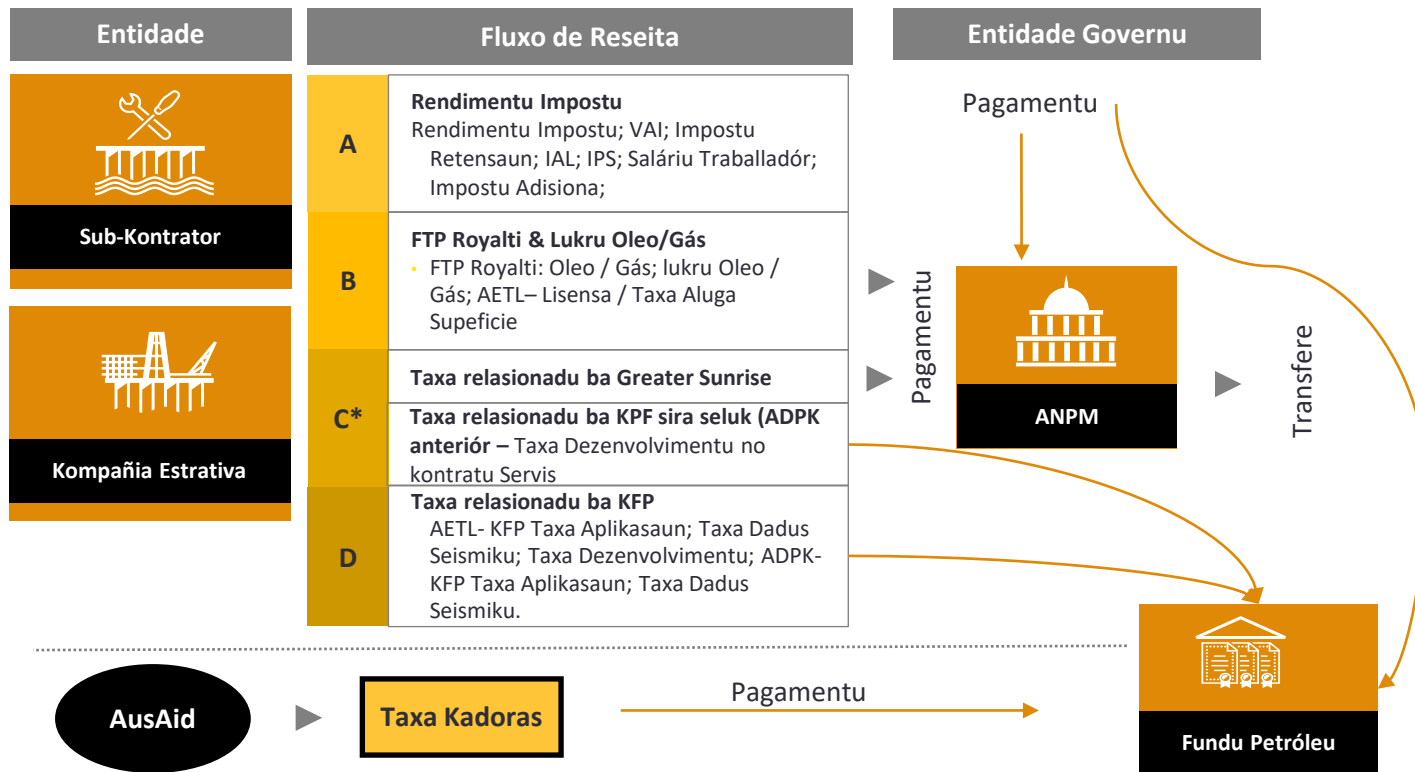 Entidade
Fluxo de Reseita
Entidade Governu
Sub-Kontrator
Kompañia Estrativa
A
Rendimentu Impostu
Rendimentu Impostu; VAI; Impostu
Retensaun; IAL; IPS; Saláriu Traballadór;
Impostu Adisiona;
B
FTP Royalti & Lukru Oleo/Gás
• FTP Royalti: Oleo / Gás; lukru Oleo /
Gás; AETL– Lisensa / Taxa Aluga
Supeficie
C*
Taxa relasionadu ba Greater Sunrise
Taxa relasionadu ba KPF sira seluk (ADPK
anteriór – Taxa Dezenvolvimentu no
kontratu Servis
D
Taxa relasionadu ba KFP
AETL- KFP Taxa Aplikasaun; Taxa Dadus
Seismiku; Taxa Dezenvolvimentu; ADPK-
KFP Taxa Aplikasaun; Taxa Dadus
Seismiku.
Pagamentu
Pagamentu
ANPM
Transfere
AusAid
Taxa Kadoras
Pagamentu
Fundu Petróleu